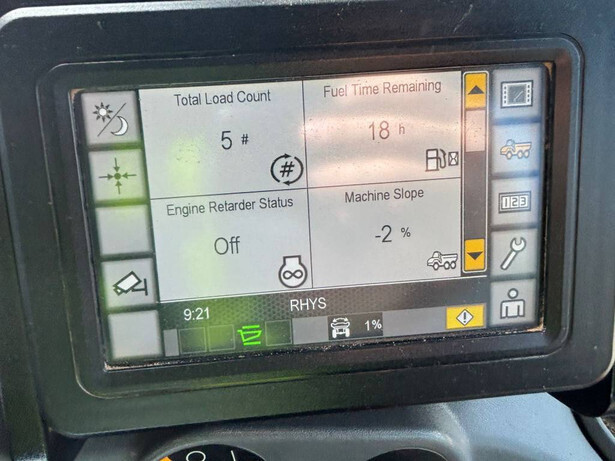 Total Load Count
5 #
#
Fuel Time Remaining
18 h
Engine Retarder Status
Off
Machine Slope
-2 %
123
9:21
RHYS
1%
!